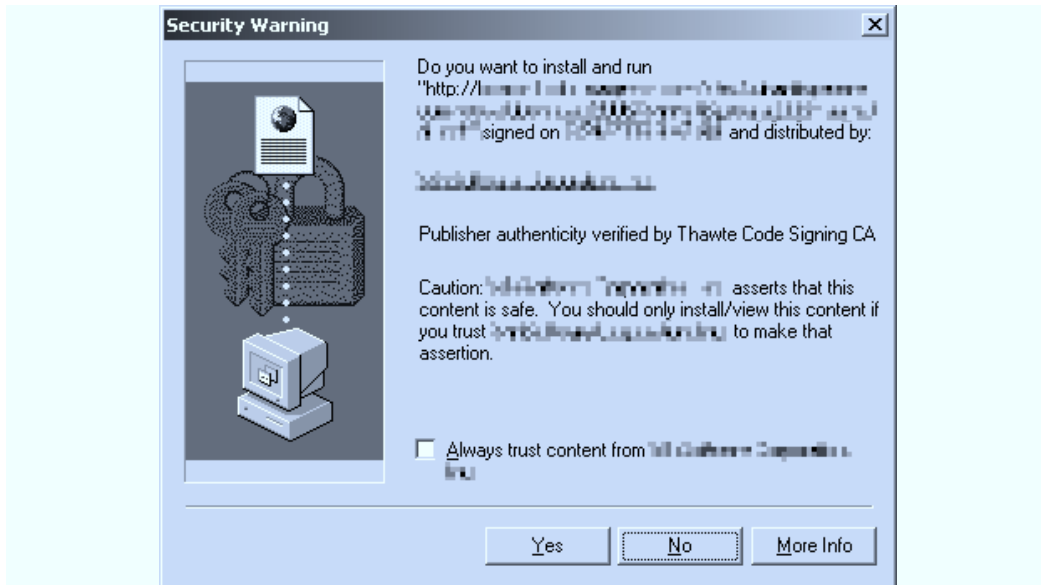 Security Warning
Do you want to install and run
"http://
signed on and distributed by:
Publisher authenticity verified by Thawte Code Signing CA
Caution: asserts that this
content is safe. You should only install/view this content if
you trust to make that
assertion.
Always trust content from
Yes No More Info